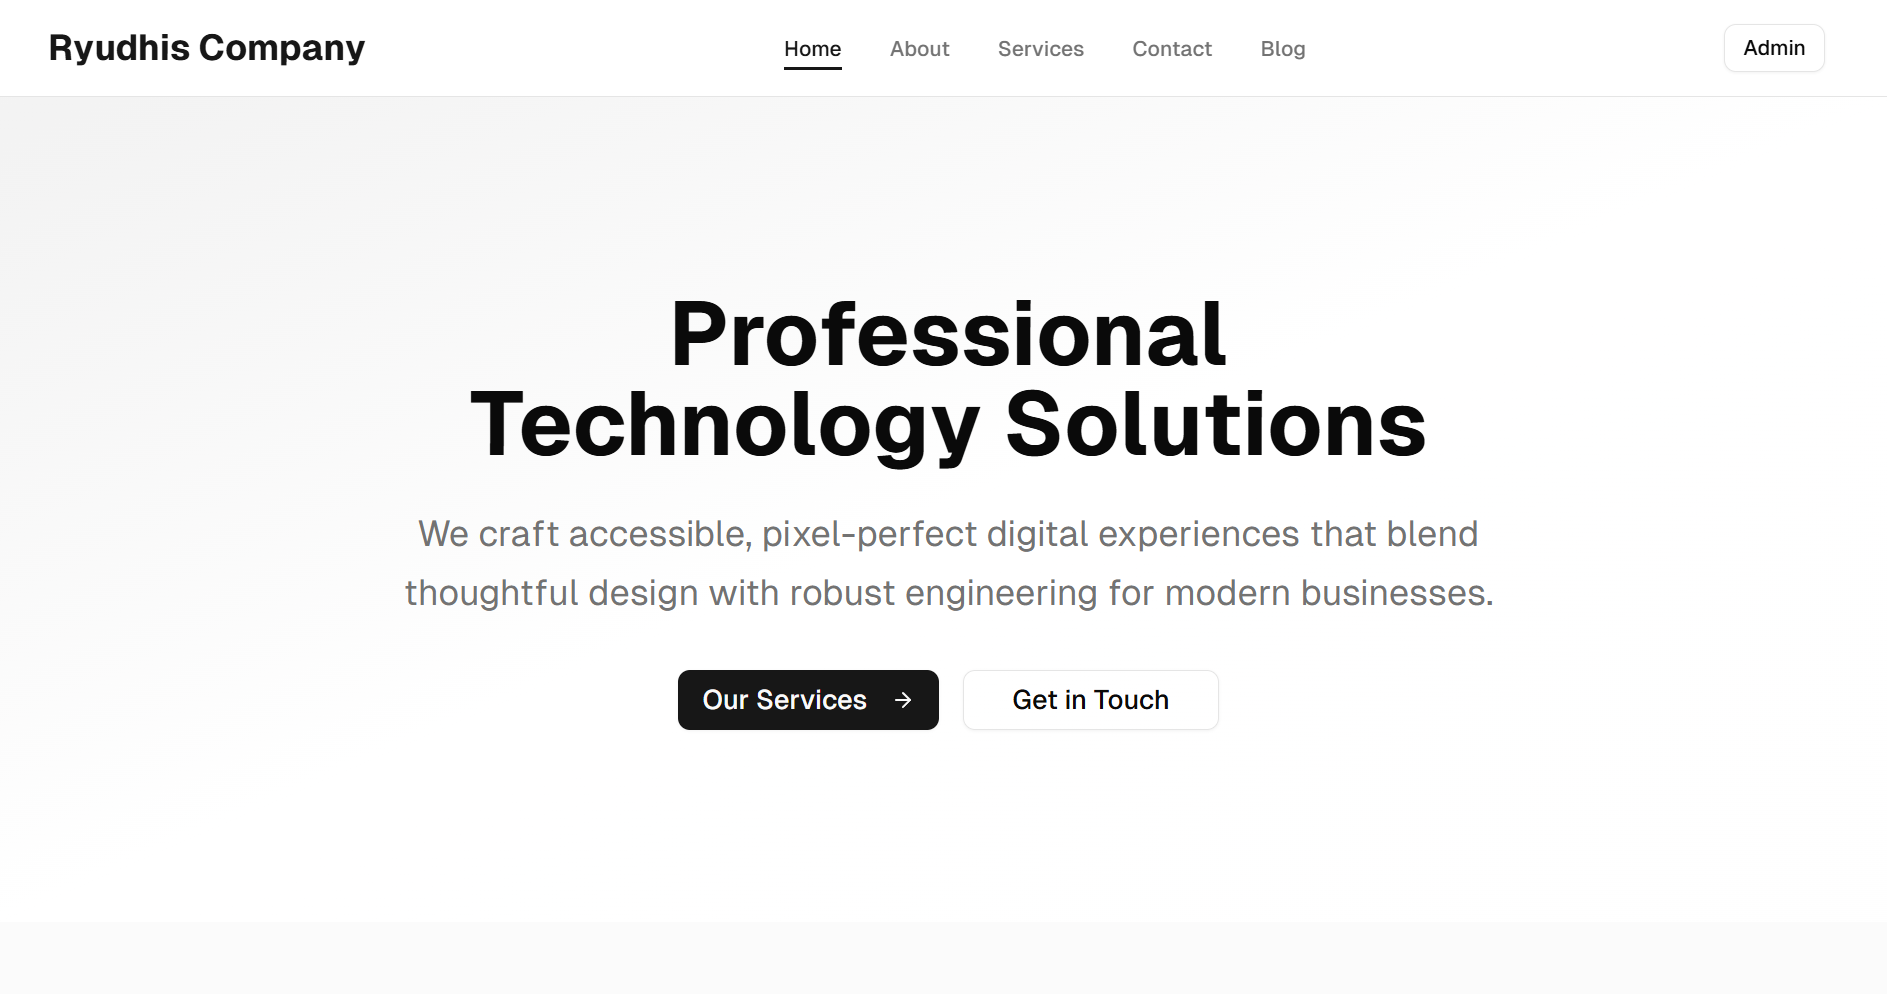 Ryudhis Company
Home About Services Contact Blog
Admin
Professional
Technology Solutions
We craft accessible, pixel-perfect digital experiences that blend
thoughtful design with robust engineering for modern businesses.
Our Services →
Get in Touch